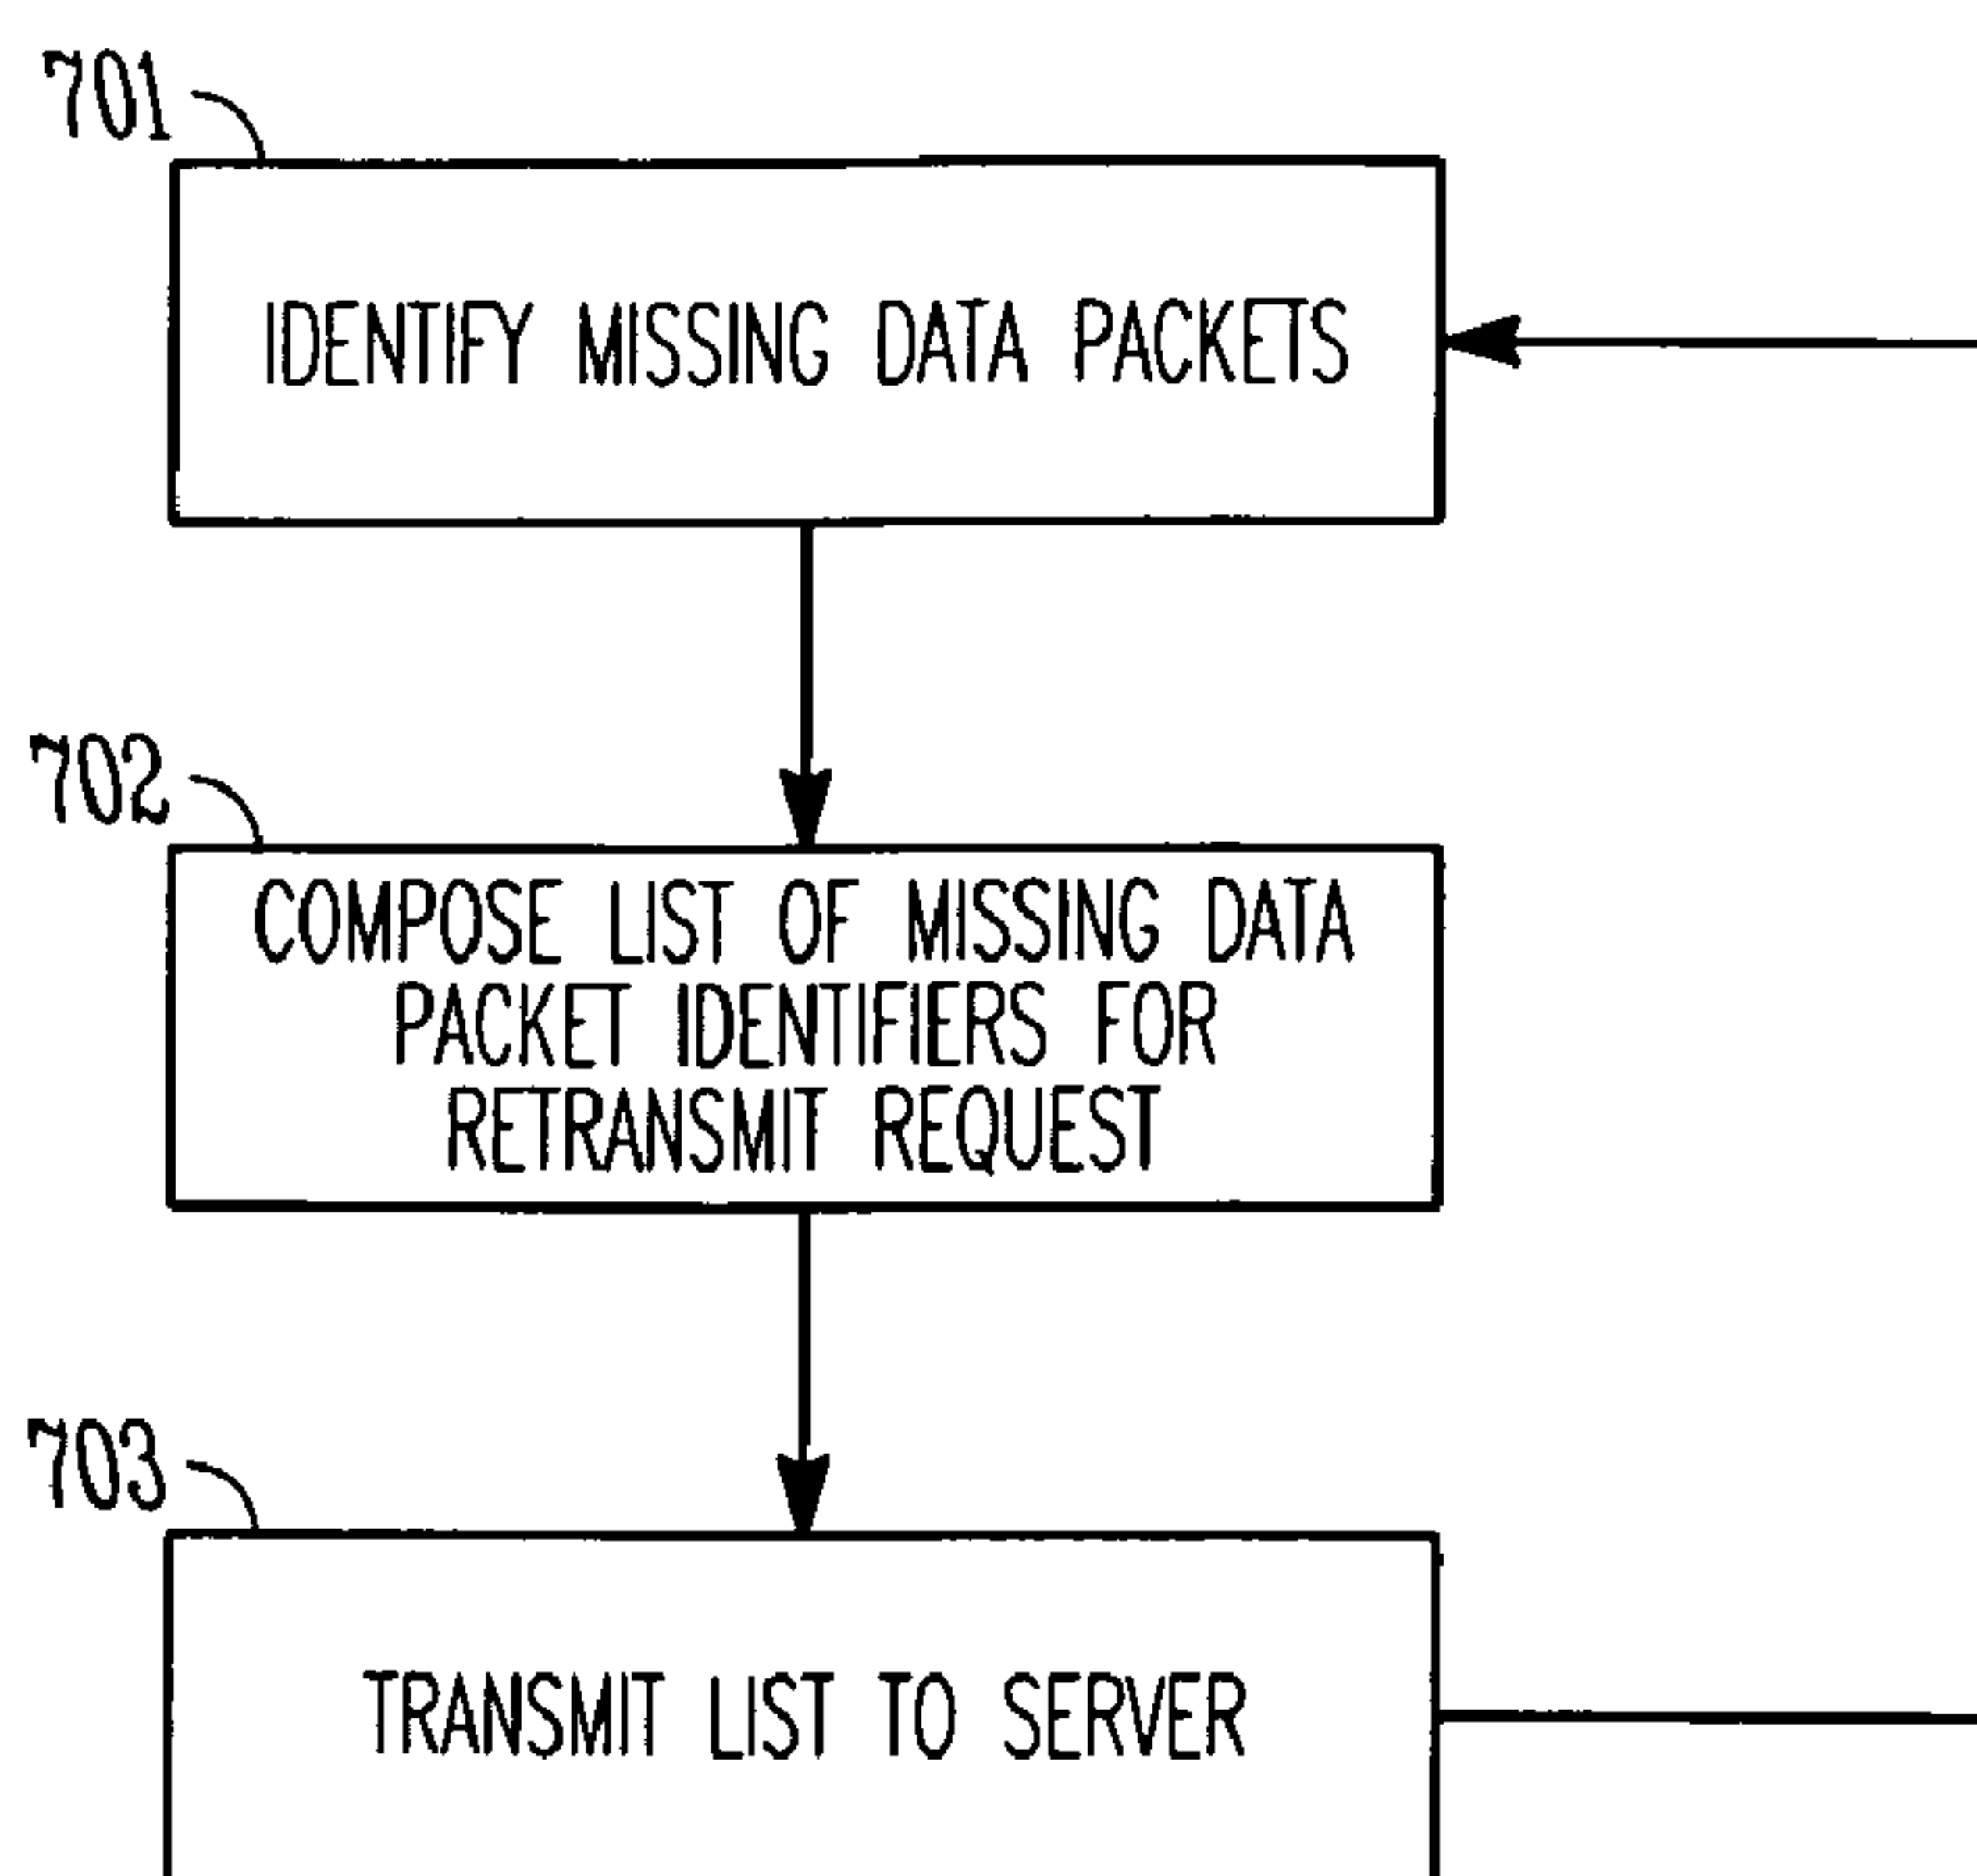 701
IDENTIFY MISSING DATA PACKETS
702
COMPOSE LIST OF MISSING DATA
PACKET IDENTIFIERS FOR
RETRANSMIT REQUEST
703
TRANSMIT LIST TO SERVER